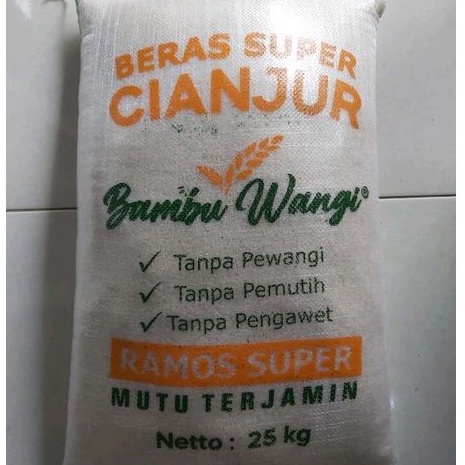 BERAS SUPER
CIANJUR
Bambu Wangi®
✓ Tanpa Pewangi
✓ Tanpa Pemutih
✓ Tanpa Pengawet
RAMOS SUPER
MUTU TERJAMIN
Netto : 25 kg